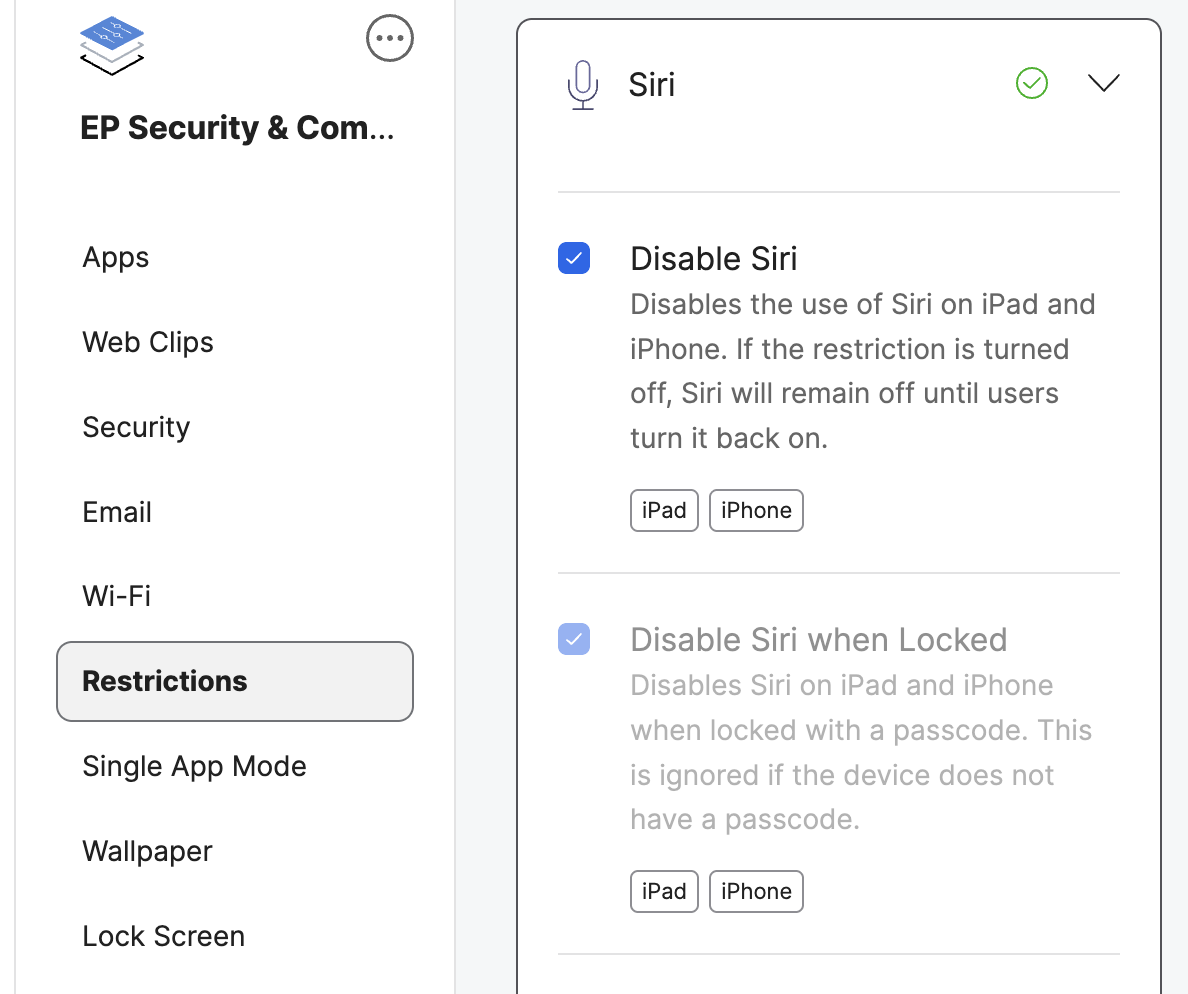 EP Security & Com...
Apps
Web Clips
Security
Email
Wi-Fi
Restrictions
Single App Mode
Wallpaper
Lock Screen
Siri
Disable Siri
Disables the use of Siri on iPad and
iPhone. If the restriction is turned
off, Siri will remain off until users
turn it back on.
iPad iPhone
Disable Siri when Locked
Disables Siri on iPad and iPhone
when locked with a passcode. This
is ignored if the device does not
have a passcode.
iPad iPhone